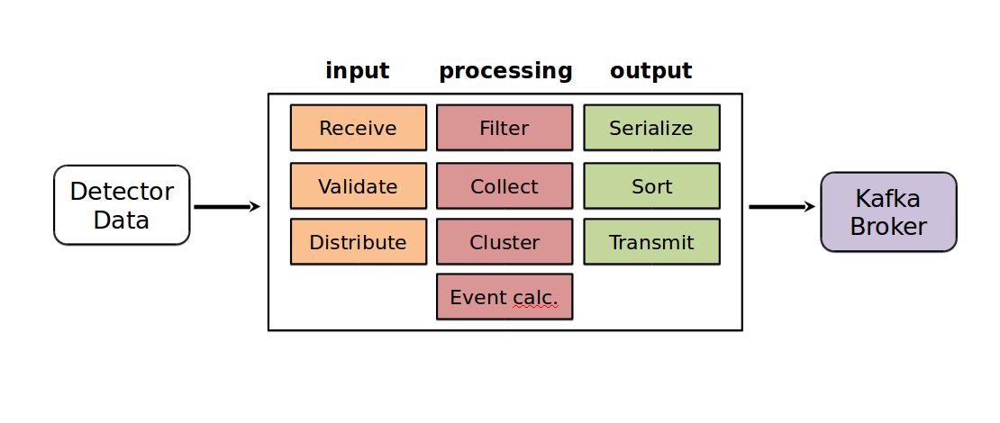 input processing output
Receive Filter Serialize
Detector
Data
Validate Collect Sort
Kafka
Broker
Distribute Cluster Transmit
Event calc.